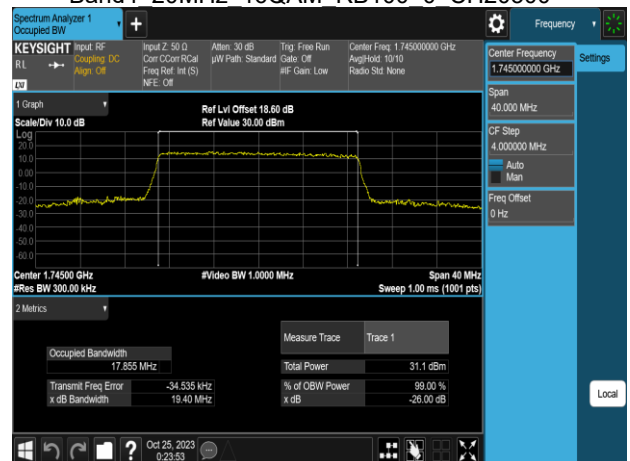 Spectrum Analyzer 1
Occupied BW
Frequency
KEYSIGHT
RL
LXI
Input: RF
Coupling: DC
Align: Off
Input Z: 50 Ω
Corr CCorr RCal
Freq Ref: Int (S)
NFE: Off
Atten: 30 dB
µW Path: Standard
Trig: Free Run
Gate: Off
#IF Gain: Low
Center Freq: 1.745000000 GHz
Avg|Hold: 10/10
Radio Std: None
Center Frequency
1.745000000 GHz
Settings
Span
40.000 MHz
CF Step
4.000000 MHz
Auto
Man
Freq Offset
0 Hz
1 Graph
Scale/Div 10.0 dB
Ref Lvl Offset 18.60 dB
Ref Value 30.00 dBm
Log
20.0
10.0
0.00
-10.0
-20.0
-30.0
-40.0
-50.0
-60.0
Center 1.74500 GHz
#Video BW 1.0000 MHz
Span 40 MHz
#Res BW 300.00 kHz
Sweep 1.00 ms (1001 pts)
2 Metrics
Measure Trace
Trace 1
Occupied Bandwidth
17.855 MHz
Total Power
31.1 dBm
Transmit Freq Error
-34.535 kHz
% of OBW Power
99.00 %
x dB Bandwidth
19.40 MHz
x dB
-26.00 dB
Local
?
Oct 25, 2023
0:23:53